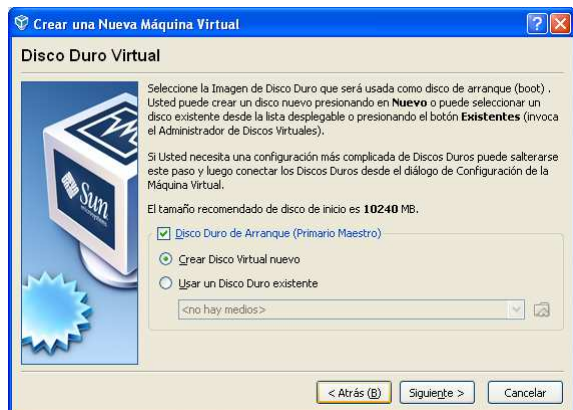 Crear una Nueva Máquina Virtual
Disco Duro Virtual
Seleccione la Imagen de Disco Duro que será usada como disco de arranque (boot) .
Usted puede crear un disco nuevo presionando en Nuevo o puede seleccionar un
disco existente desde la lista desplegable o presionando el botón Existentes (invoca
el Administrador de Discos Virtuales).
Si Usted necesita una configuración más complicada de Discos Duros puede salterarse
este paso y luego conectar los Discos Duros desde el diálogo de Configuración de la
Máquina Virtual.
El tamaño recomendado de disco de inicio es 10240 MB.
Disco Duro de Arranque (Primario Maestro)
Crear Disco Virtual nuevo
Usar un Disco Duro existente
<no hay medios>
Sun
microsystems
< Atrás (B)
Siguiente >
Cancelar